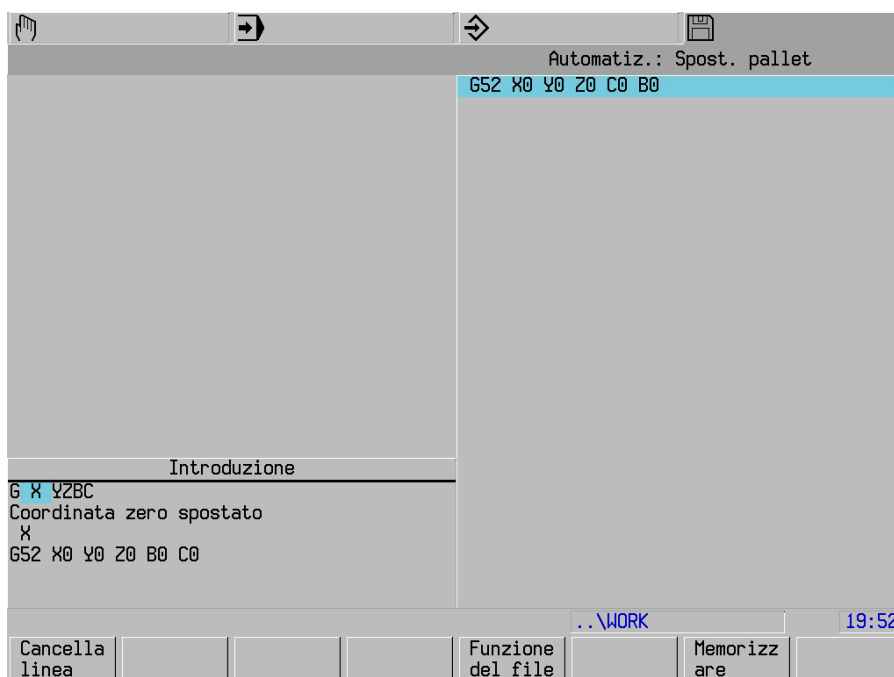 Automatiz.: Spost. pallet
G52 X0 Y0 Z0 C0 B0
Introduzione
G X YZBC
Coordinata zero spostato
X
G52 X0 Y0 Z0 B0 C0
..\WORK
19:52
Cancella
linea
Funzione
del file
Memorizz
are